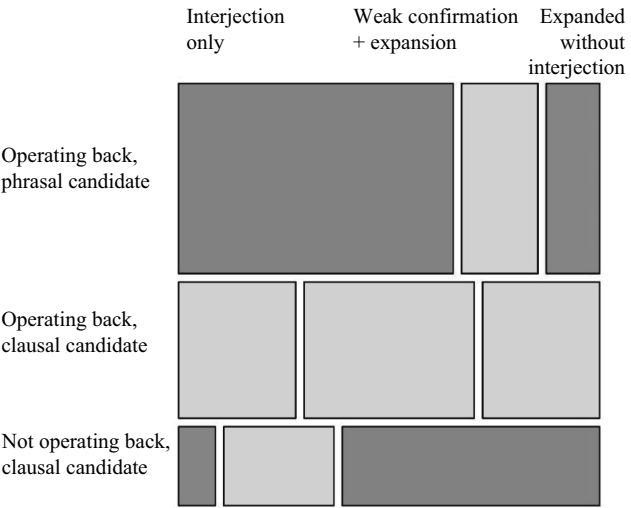 Interjection only
Weak confirmation + expansion
Expanded without interjection
Operating back,
phrasal candidate
Operating back,
clausal candidate
Not operating back,
clausal candidate